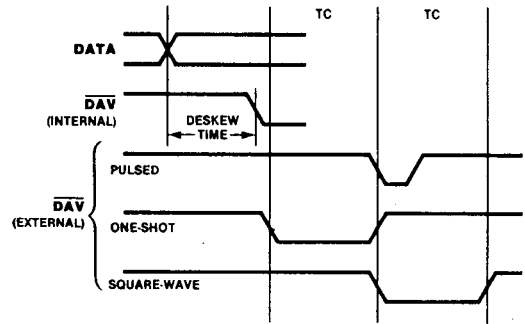 TC TC
DATA
DAV
(INTERNAL)
DESKEW
TIME
PULSED
DAV
(EXTERNAL)
ONE-SHOT
SQUARE-WAVE